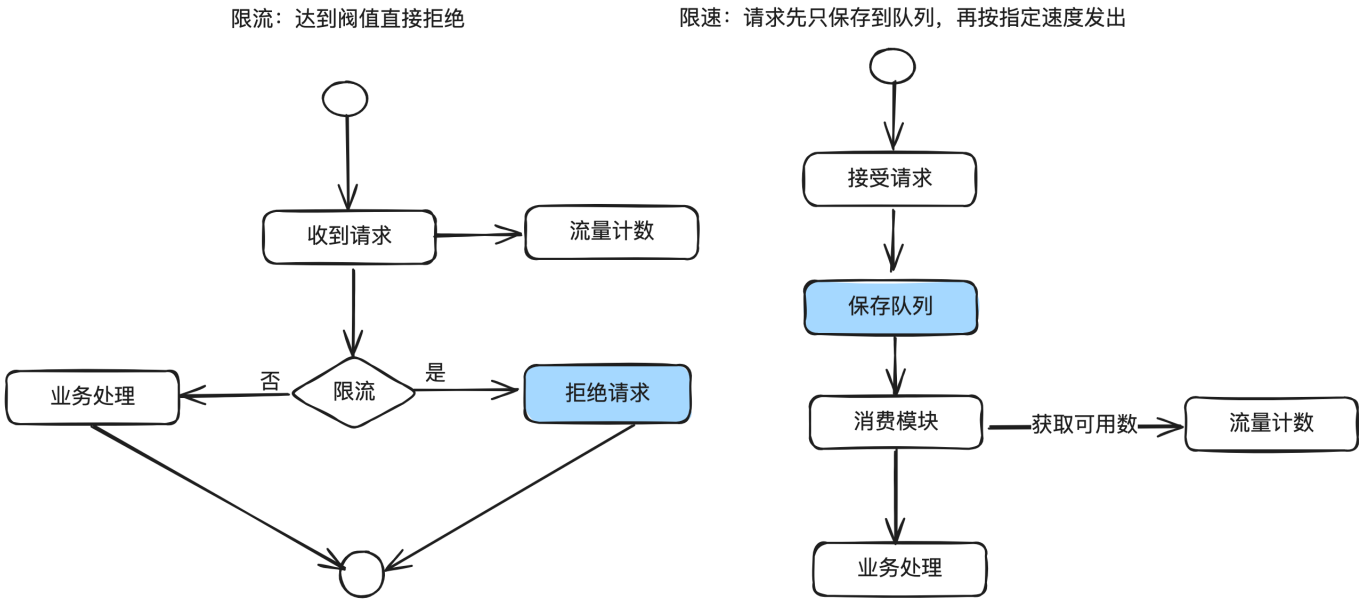 限流：达到阀值直接拒绝
收到请求
流量计数
限流
否
是
业务处理
拒绝请求
限速：请求先只保存到队列，再按指定速度发出
接受请求
保存队列
消费模块
获取可用数
流量计数
业务处理